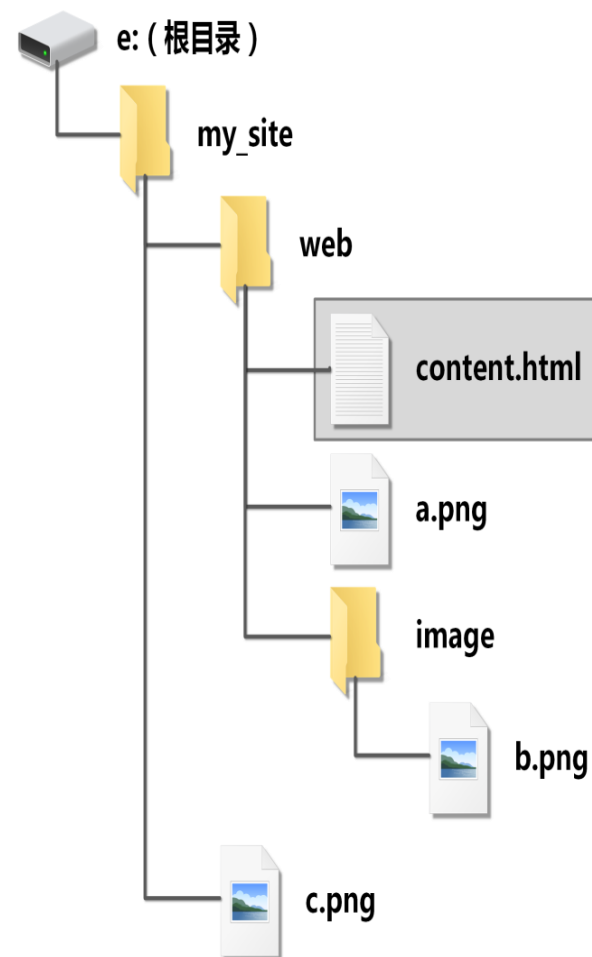 e:（根目录）
my_site
web
content.html
a.png
image
b.png
c.png